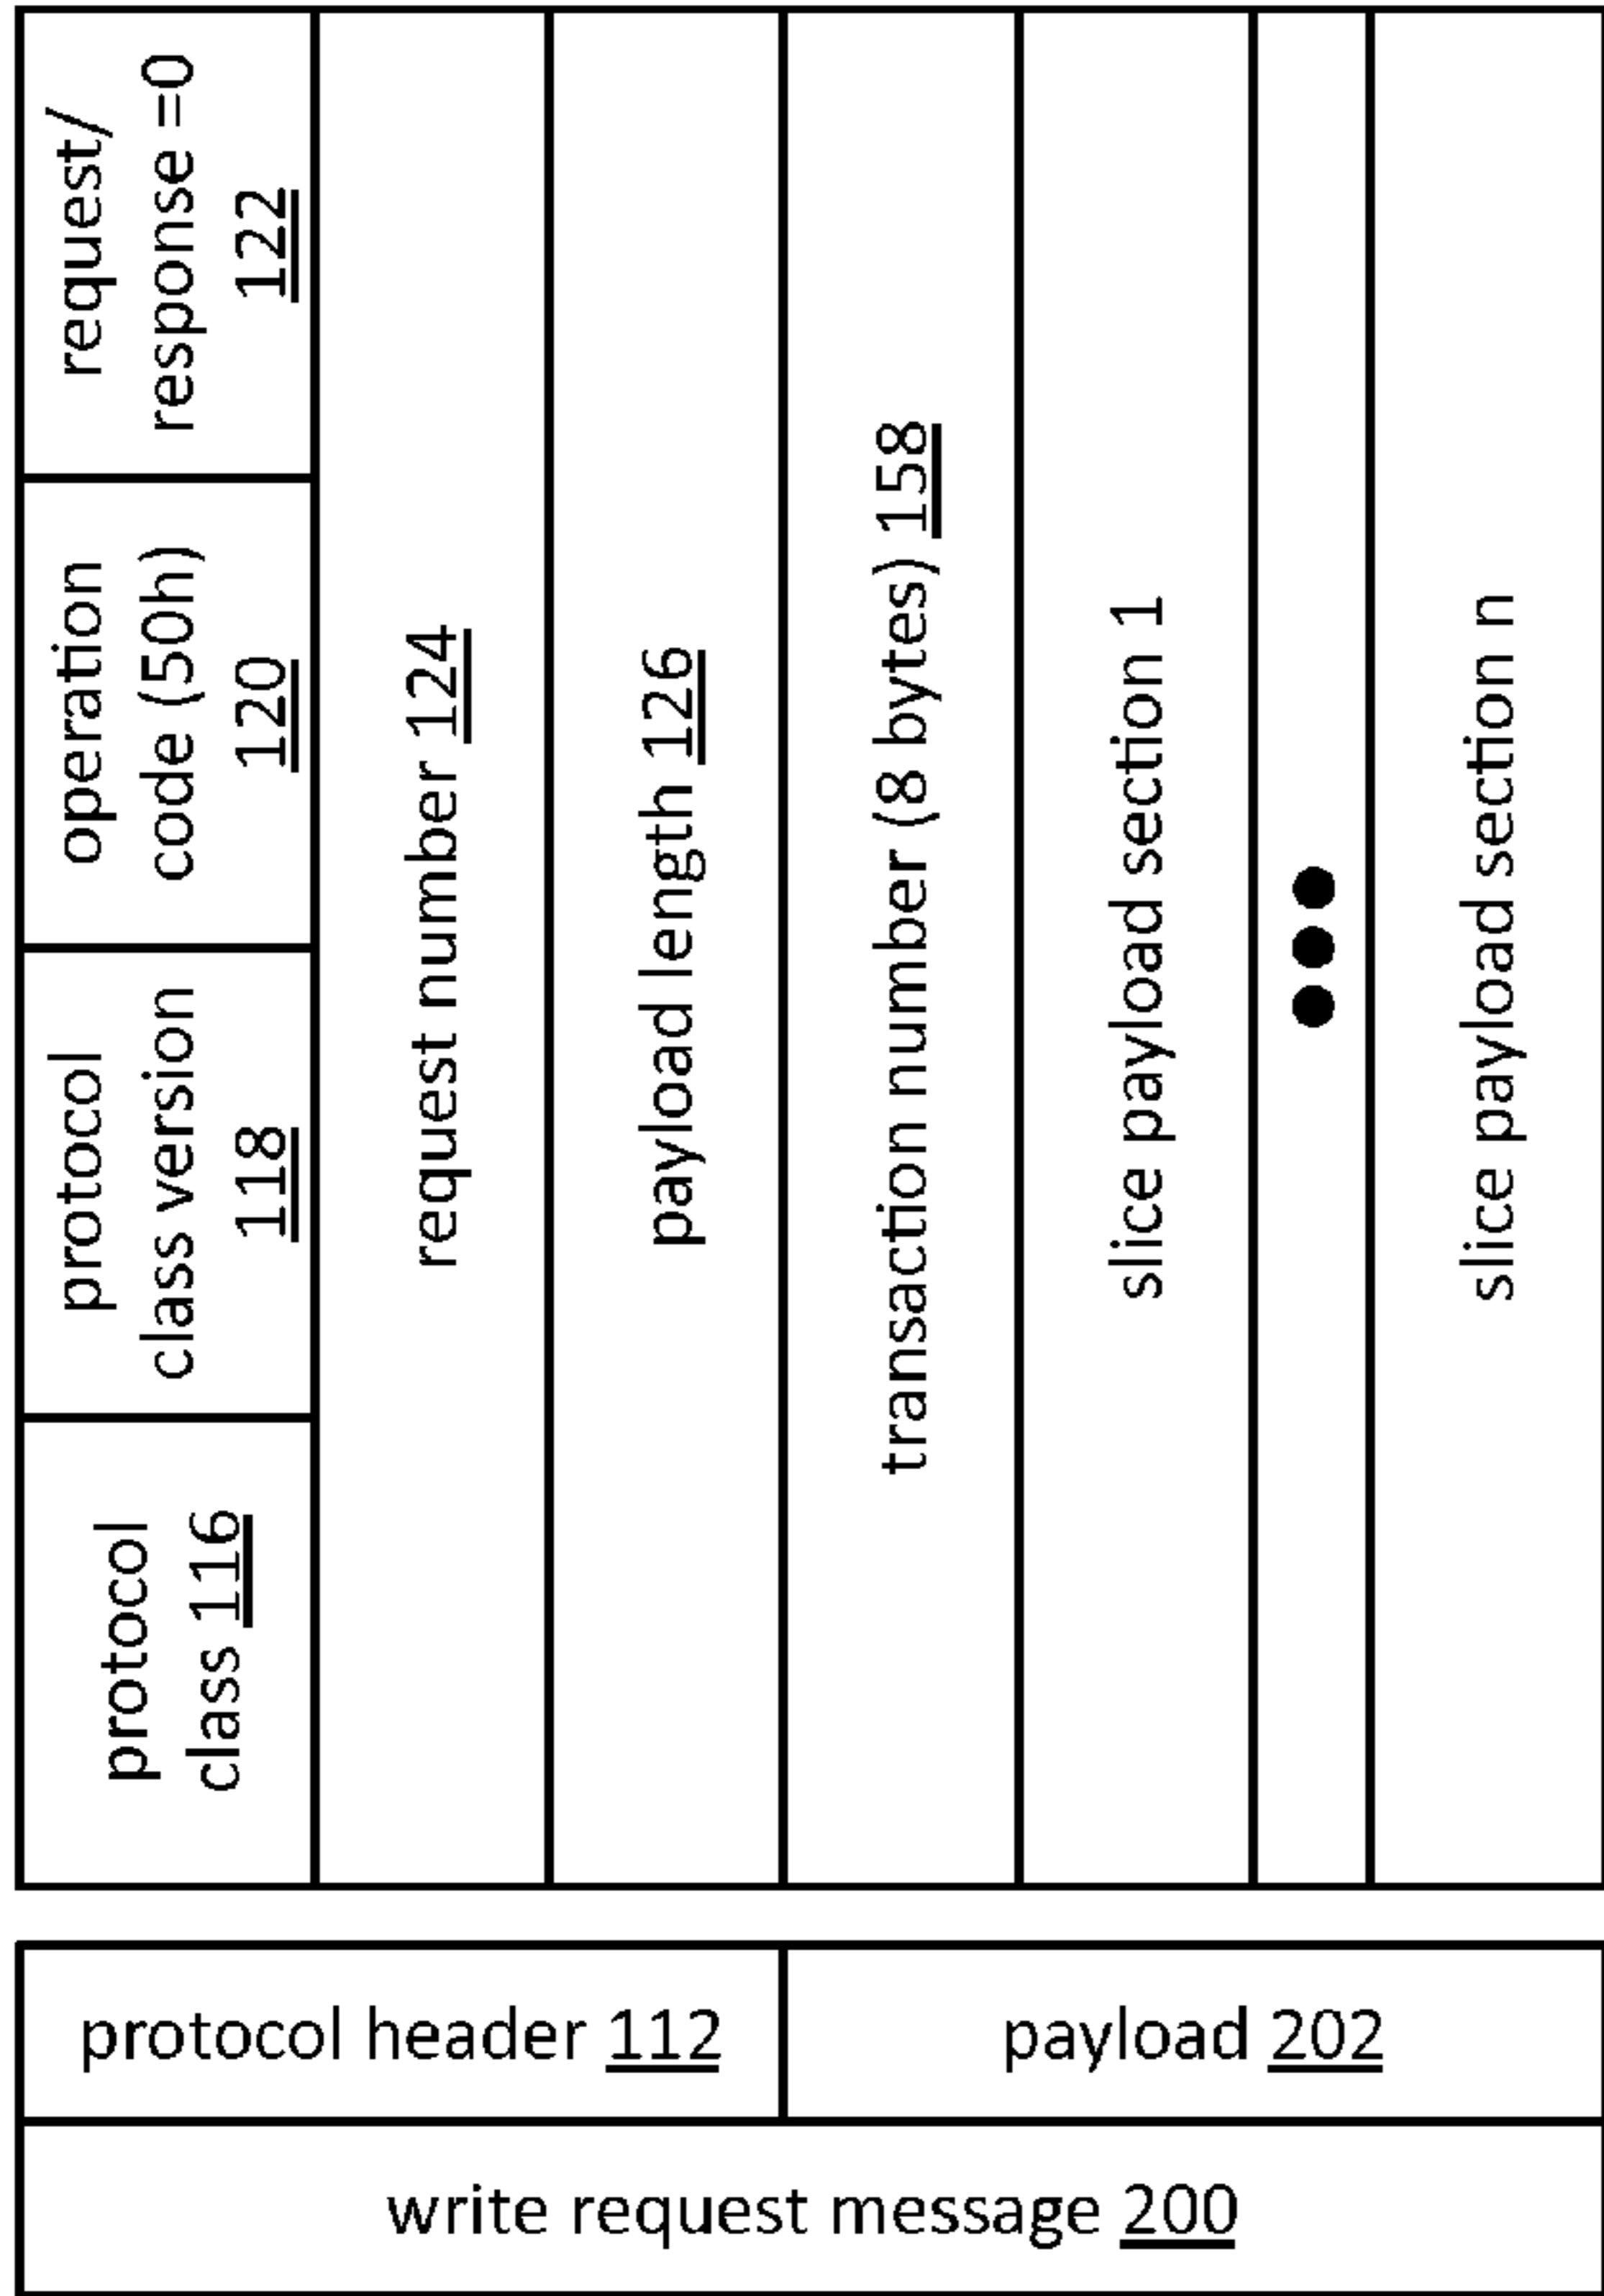 write request message 200
protocol header 112
payload 202
protocol
class 116
protocol
class version
118
operation
code (50h)
120
request/
response =0
122
request number 124
payload length 126
transaction number (8 bytes) 158
slice payload section 1
slice payload section n